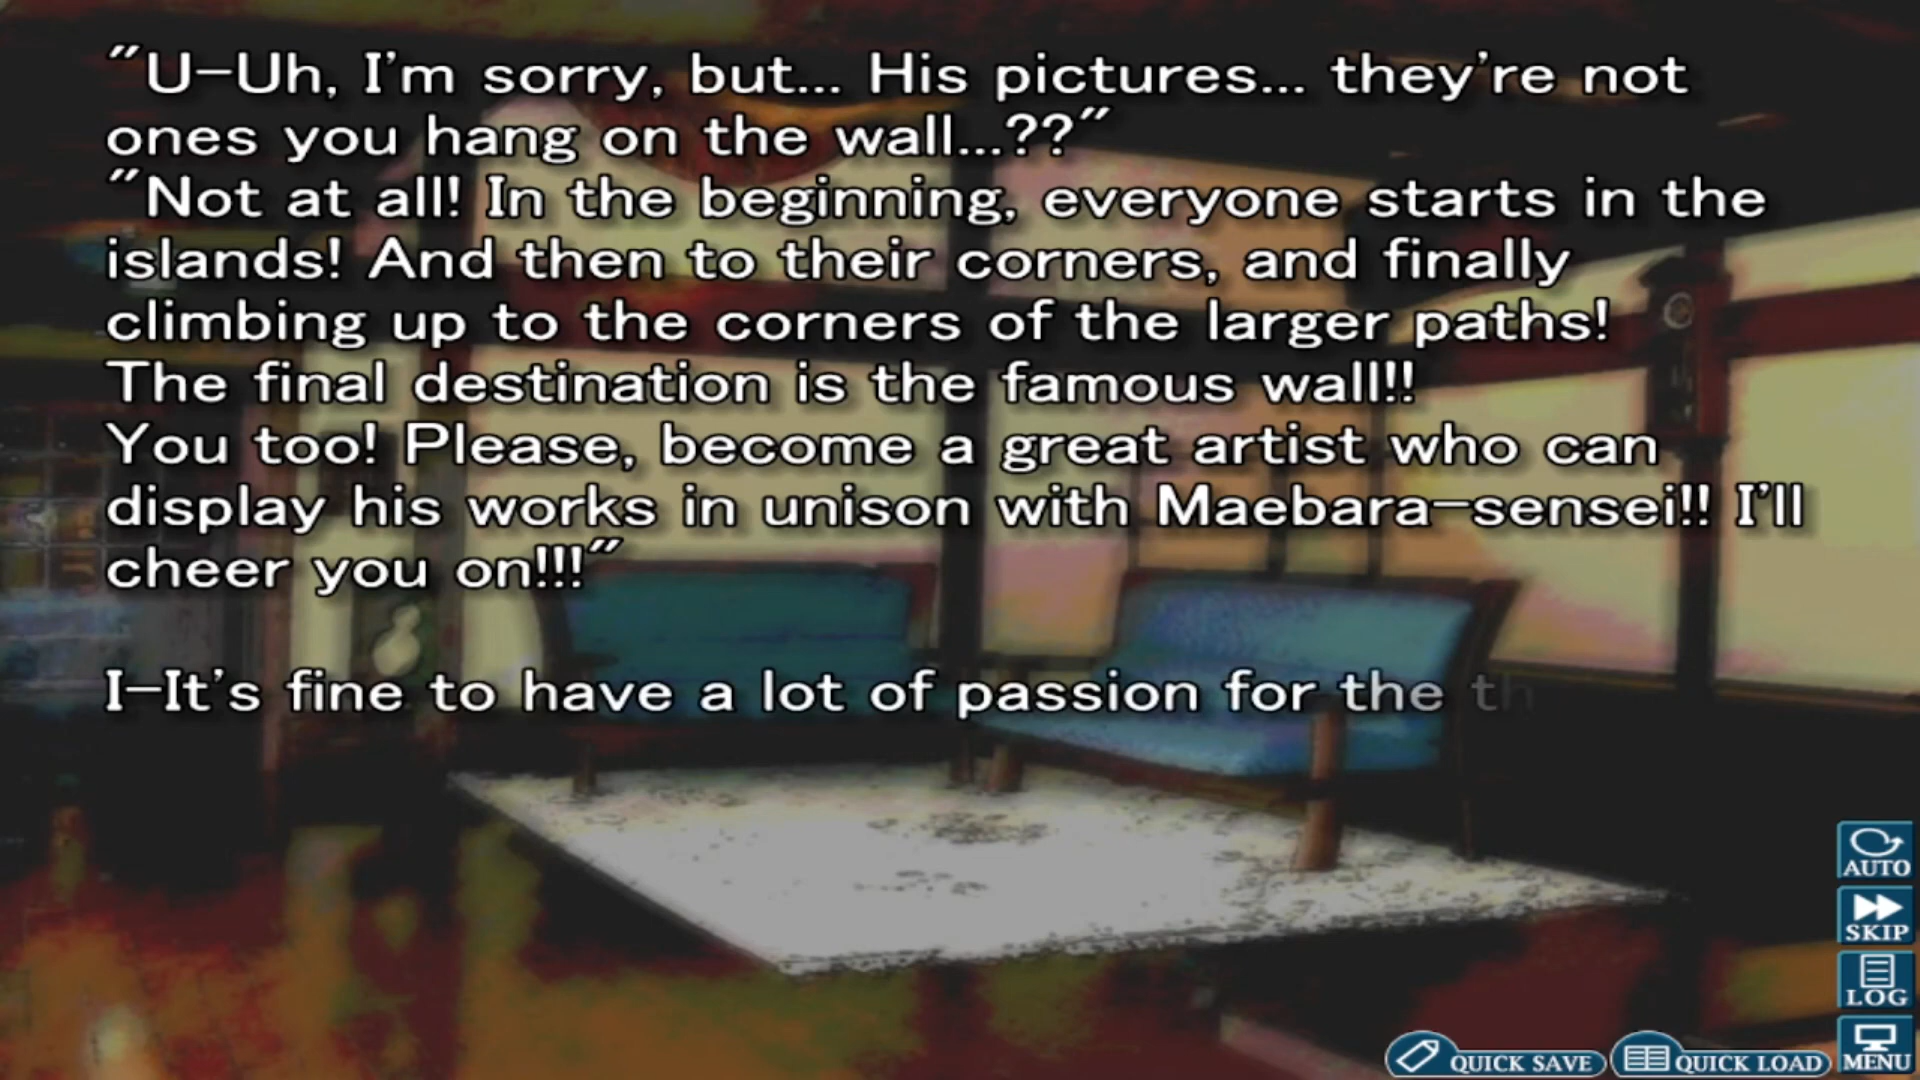 "U-Uh, I'm sorry, but... His pictures... they're not
ones you hang on the wall...??"
"Not at all! In the beginning, everyone starts in the
islands! And then to their corners, and finally
climbing up to the corners of the larger paths!
The final destination is the famous wall!!
You too! Please, become a great artist who can
display his works in unison with Maebara-sensei!! I'll
cheer you on!!!"
I-It's fine to have a lot of passion for the th
AUTO
SKIP
LOG
QUICK SAVE
QUICK LOAD
MENU